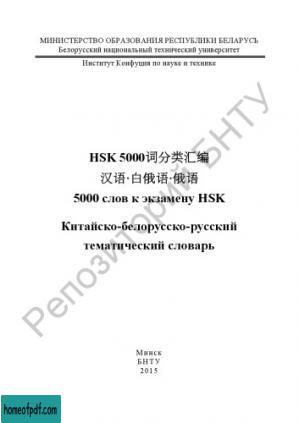 МИНИСТЕРСТВО ОБРАЗОВАНИЯ РЕСПУБЛИКИ БЕЛАРУСЬ
Белорусский национальный технический университет
Институт Конфуция по науке и технике
HSK 5000词分类汇编
汉语·白俄语·俄语
5000 слов к экзамену HSK
Китайско-белорусско-русский
тематический словарь
Репозиторий БНТУ
Минск
БНТУ
2015
homeofpdf.com